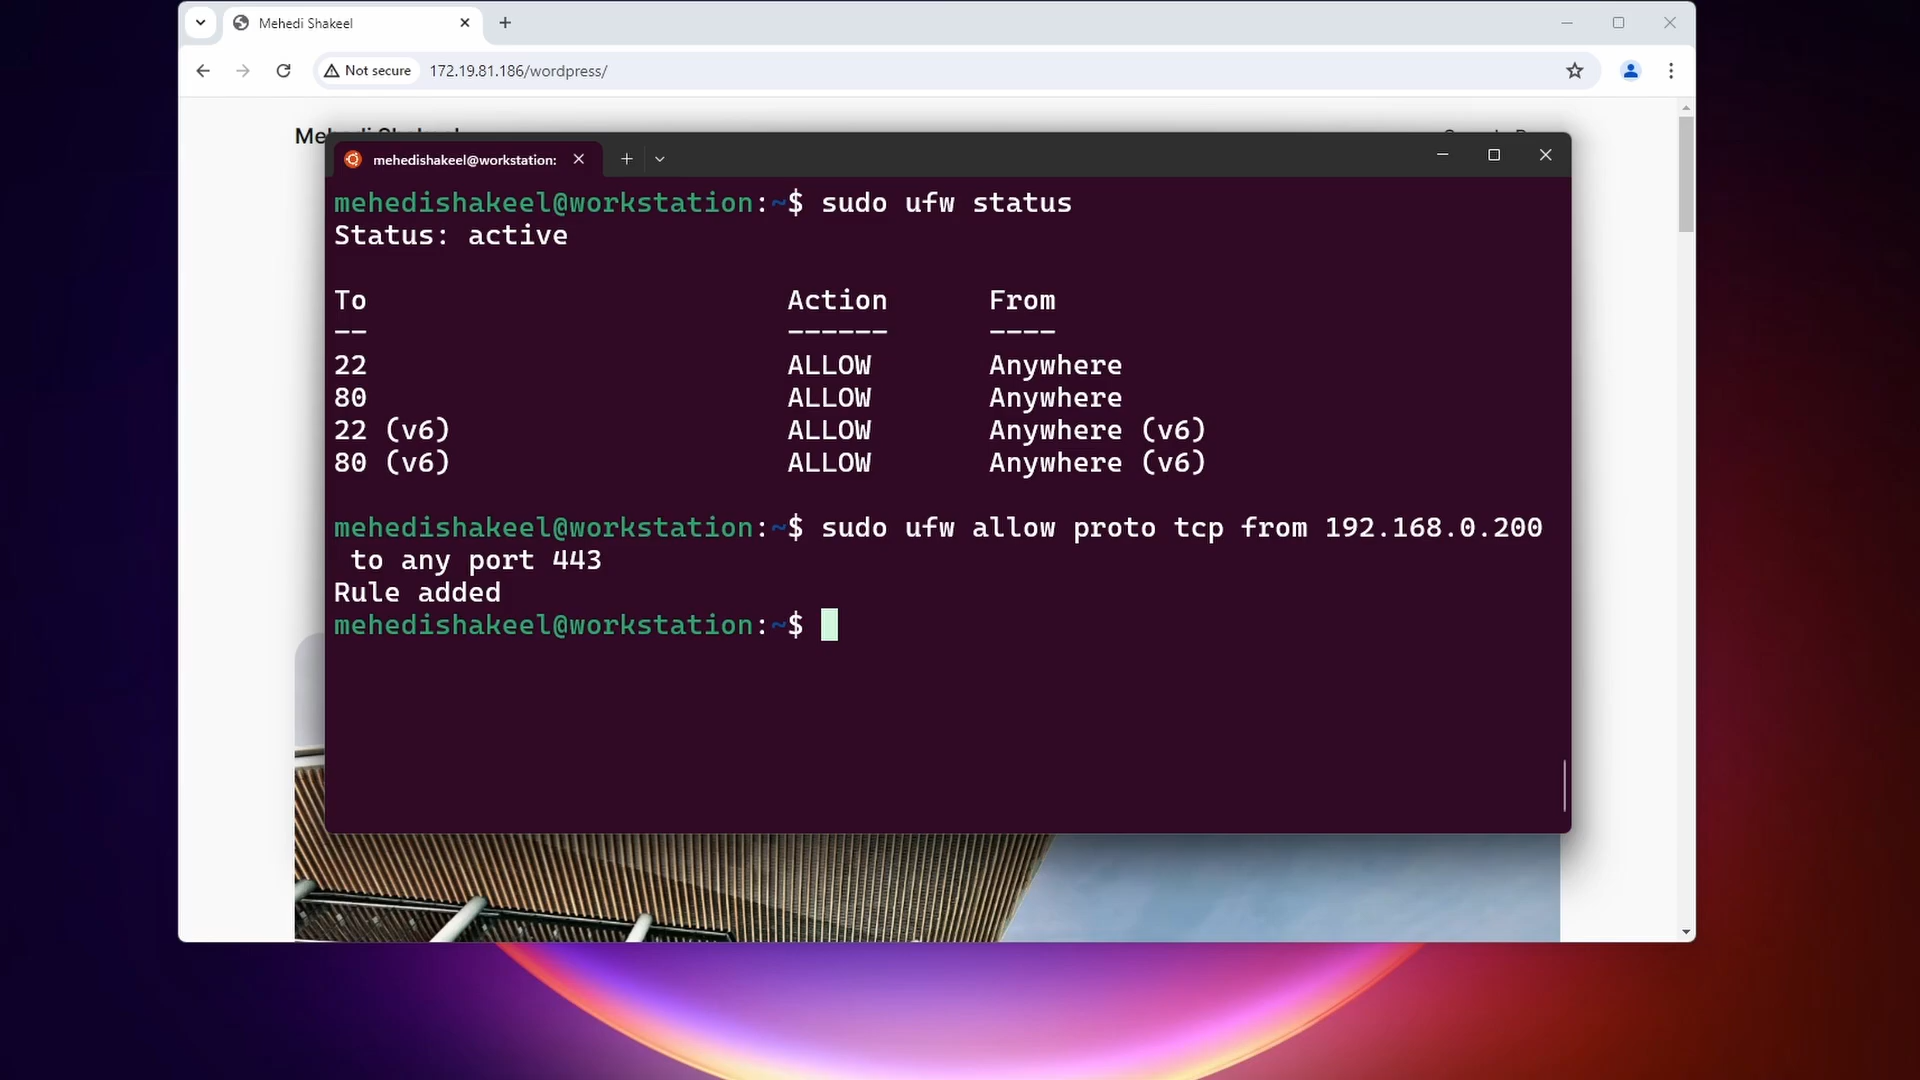 Mehedi Shakeel
Not secure
172.19.81.186/wordpress/
mehedishakeel@workstation:
mehedishakeel@workstation:~$ sudo ufw status
Status: active
To Action From
-- ------ ----
22 ALLOW Anywhere
80 ALLOW Anywhere
22 (v6) ALLOW Anywhere (v6)
80 (v6) ALLOW Anywhere (v6)
mehedishakeel@workstation:~$ sudo ufw allow proto tcp from 192.168.0.200
to any port 443
Rule added
mehedishakeel@workstation:~$